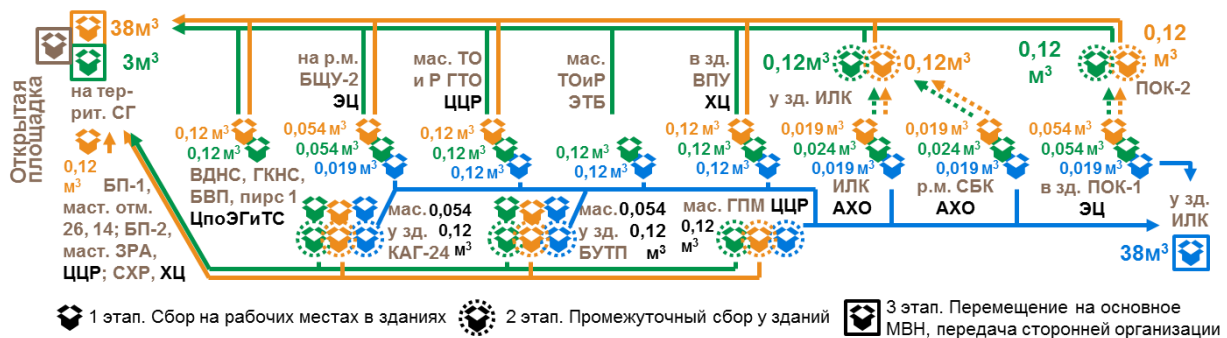 Открытая
площадка
38м³
3м³
на тер-
рит. СГ
0,12
м³
БП-1,
маст. отм.
26, 14; БП-2,
маст. ЗРА,
ЦЦР; СХР, ХЦ
0,12 м³
0,12 м³
ВДНС, ГКНС,
БВП, пирс 1
ЦпоЭГиТС
на р.м.
БЩУ-2
ЭЦ
0,054 м³
0,054 м³
0,019 м³
мас. ТО
и Р ГТО
ЦЦР
0,12 м³
0,12 м³
0,12 м³
мас.
ТОиР
ЭТБ
0,12 м³
0,12 м³
в зд.
ВПУ
ХЦ
0,12 м³
0,12 м³
0,12 м³
0,12м³
0,12м³
у зд. ИЛК
0,019 м³
0,024 м³
0,019 м³
ИЛК
АХО
0,019 м³
0,024 м³
0,019 м³
р.м. СБК
АХО
0,12
м³
0,12
м³
ПОК-2
0,054 м³
0,054 м³
0,019 м³
в зд. ПОК-1
ЭЦ
мас. 0,054
у зд. 0,12
КАГ-24 м³
мас. 0,054
у зд. 0,12
БУТП м³
мас. ГПМ ЦЦР
0,12
м³
у зд.
ИЛК
38м³
1 этап. Сбор на рабочих местах в зданиях
2 этап. Промежуточный сбор у зданий
3 этап. Перемещение на основное
МВН, передача сторонней организации